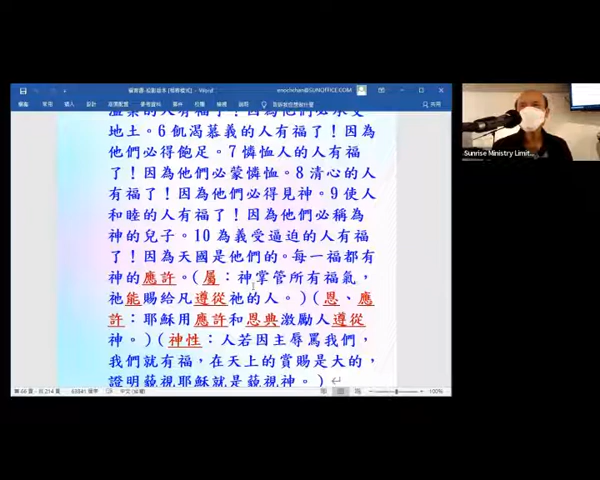 enochchan@SUNOFFICE.COM
溫柔的人有福了！因為他們必承受
地土。6 飢渴慕義的人有福了！因為
他們必得飽足。7 憐恤人的人有福
了！因為他們必蒙憐恤。8 清心的人
有福了！因為他們必得見神。9 使人
和睦的人有福了！因為他們必稱為
神的兒子。10 為義受逼迫的人有福
了！因為天國是他們的。每一福都有
神的應許。(屬：神掌管所有福氣，
祂能賜給凡遵從祂的人。)(恩、應
許：耶穌用應許和恩典激勵人遵從
神。)(神性：人若因主辱罵我們，
我們就有福，在天上的賞賜是大的，
證明藐視耶穌就是藐視神。)
100%
Sunrise Ministry Limit...